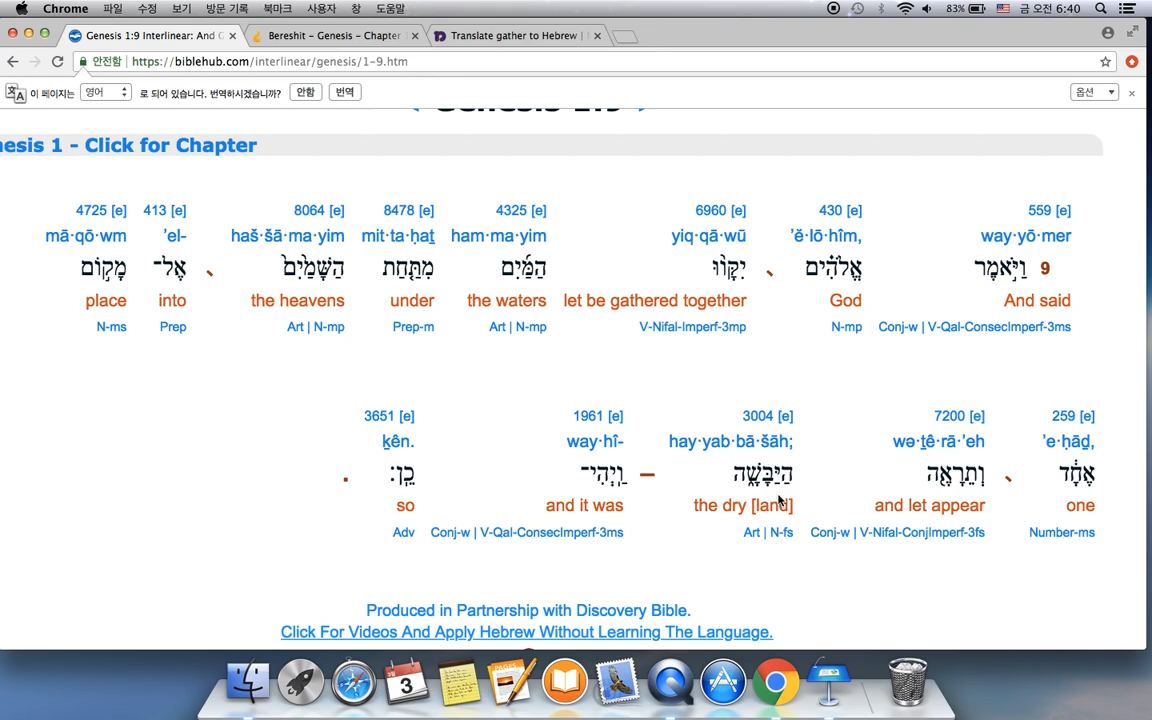 Chrome 파일 수정 보기 방문 기록 북마크 사용자 창 도움말 83% 금 오전 6:40
Genesis 1:9 Interlinear: And G Bereshit - Genesis - Chapter Translate gather to Hebrew |
안전함 https://biblehub.com/interlinear/genesis/1-9.htm
이 페이지는 영어 로 되어 있습니다. 번역하시겠습니까? 안함 번역 옵션
Genesis 1:9
nesis 1 - Click for Chapter
4725 [e] 413 [e] 8064 [e] 8478 [e] 4325 [e] 6960 [e] 430 [e] 559 [e]
mā·qō·wm ’el- haš·šā·ma·yim mit·ta·ḥaṯ ham·ma·yim yiq·qā·wū ’ĕ·lō·hîm, way·yō·mer
9 וַיֹּ֣אמֶר אֱלֹהִ֗ים 、 יִקָּו֨וּ הַמַּ֜יִם מִתַּ֤חַת הַשָּׁמַ֙יִם֙ 、 אֶל־ מָק֣וֹם
place into the heavens under the waters let be gathered together God And said
N-ms Prep Art | N-mp Prep-m Art | N-mp V-Nifal-Imperf-3mp N-mp Conj-w | V-Qal-ConsecImperf-3ms
3651 [e] 1961 [e] 3004 [e] 7200 [e] 259 [e]
ḵên. way·hî- hay·yab·bā·šāh; wə·ṯê·rā·’eh ’e·ḥāḏ,
אֶחָ֔ד 、 וְתֵרָאֶ֖ה הַיַּבָּשָׁ֑ה – וַֽיְהִי־ כֵֽן׃ .
so and it was the dry [land] and let appear one
Adv Conj-w | V-Qal-ConsecImperf-3ms Art | N-fs Conj-w | V-Nifal-ConjImperf-3fs Number-ms
Produced in Partnership with Discovery Bible.
Click For Videos And Apply Hebrew Without Learning The Language.
3
PAGES